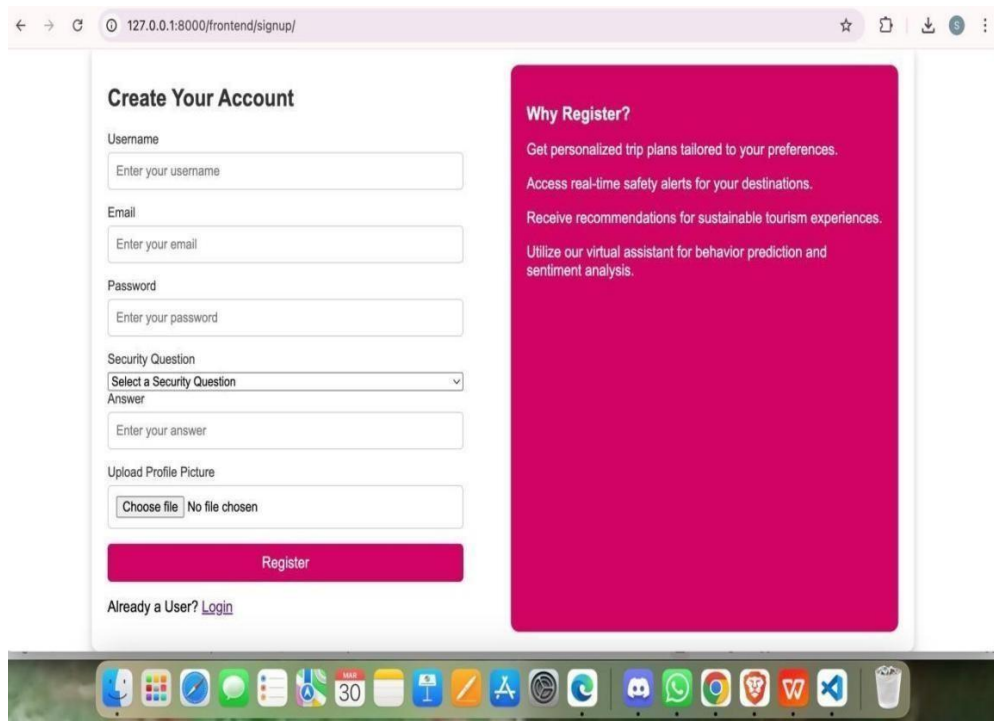 127.0.0.1:8000/frontend/signup/
S
Create Your Account
Username
Enter your username
Email
Enter your email
Password
Enter your password
Security Question
Select a Security Question
Answer
Enter your answer
Upload Profile Picture
Choose file No file chosen
Register
Already a User? Login
Why Register?
Get personalized trip plans tailored to your preferences.
Access real-time safety alerts for your destinations.
Receive recommendations for sustainable tourism experiences.
Utilize our virtual assistant for behavior prediction and
sentiment analysis.
MAR
30